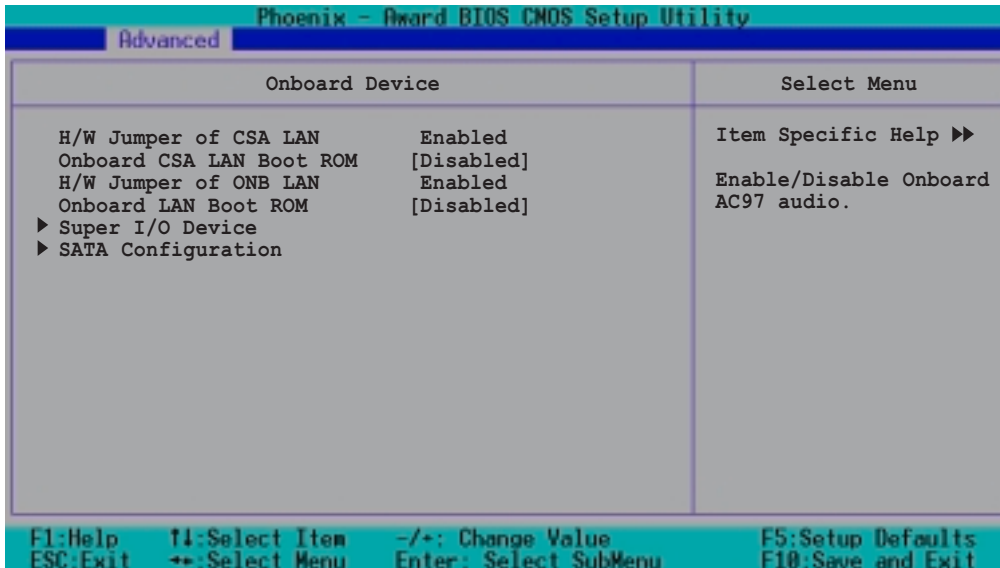 Phoenix - Award BIOS CMOS Setup Utility
Advanced
Onboard Device
Select Menu
H/W Jumper of CSA LAN Enabled
Onboard CSA LAN Boot ROM [Disabled]
H/W Jumper of ONB LAN Enabled
Onboard LAN Boot ROM [Disabled]
▶ Super I/O Device
▶ SATA Configuration
Item Specific Help ▶▶
Enable/Disable Onboard
AC97 audio.
F1:Help ↑↓:Select Item -/+: Change Value F5:Setup Defaults
ESC:Exit →←:Select Menu Enter: Select SubMenu F10:Save and Exit